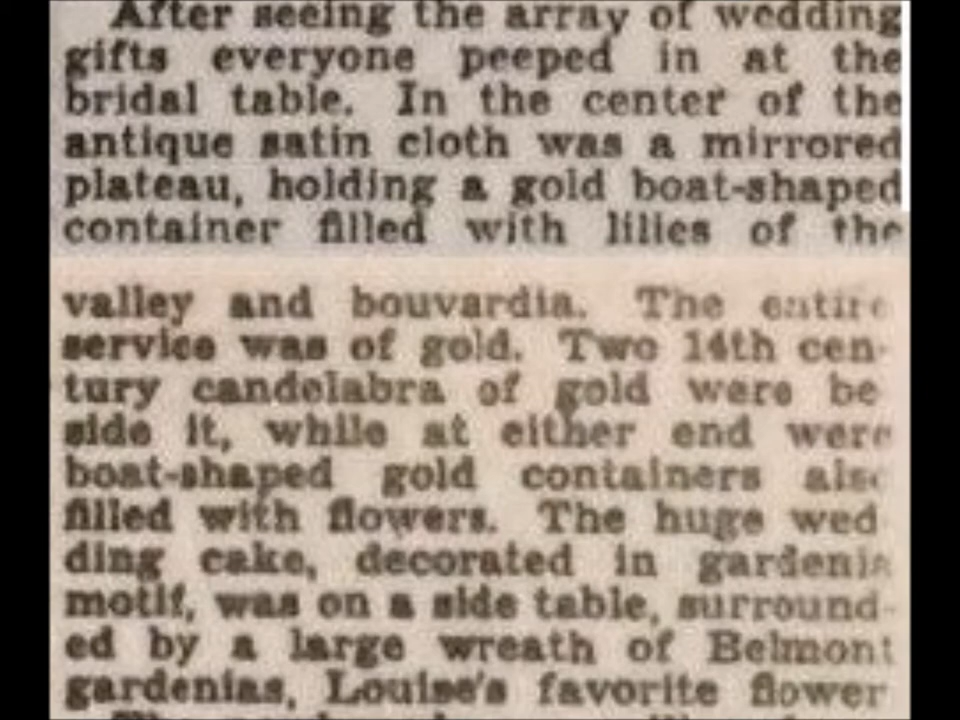 After seeing the array of wedding
gifts everyone peeped in at the
bridal table. In the center of the
antique satin cloth was a mirrored
plateau, holding a gold boat-shaped
container filled with lilies of the
valley and bouvardia. The entire
service was of gold. Two 14th cen-
tury candelabra of gold were be
side it, while at either end were
boat-shaped gold containers also
filled with flowers. The huge wed
ding cake, decorated in gardenia
motif, was on a side table, surround-
ed by a large wreath of Belmont
gardenias, Louise's favorite flower